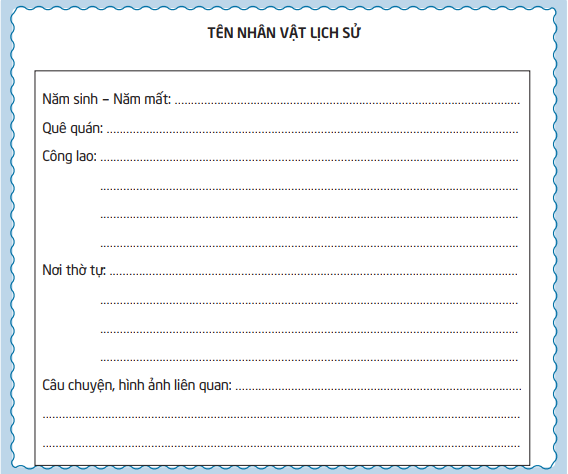 TÊN NHÂN VẬT LỊCH SỬ
Năm sinh – Năm mất: ............................................................
Quê quán: ............................................................
Công lao: ............................................................
............................................................
............................................................
............................................................
Nơi thờ tự: ............................................................
............................................................
............................................................
............................................................
Câu chuyện, hình ảnh liên quan: ............................................................
............................................................
............................................................